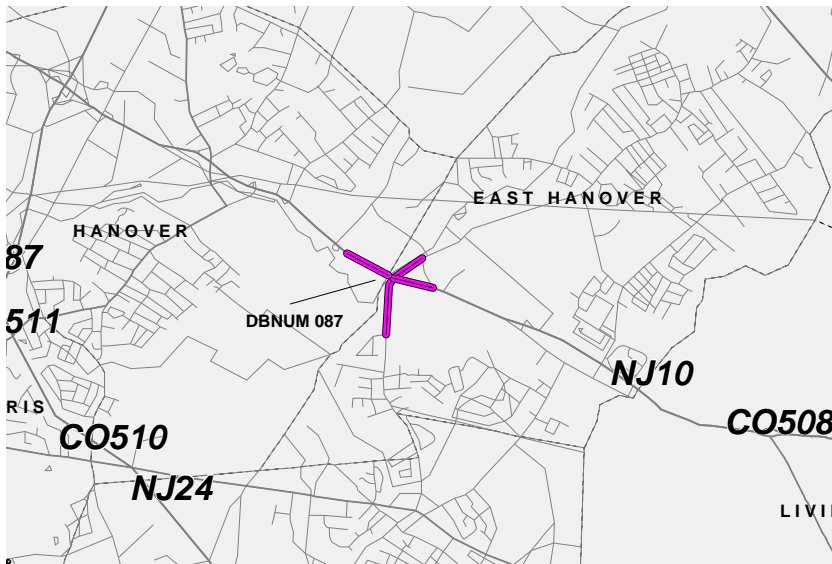 EAST HANOVER
HANOVER
87
DBNUM 087
511
NJ10
RIS
CO508
CO510
NJ24
LIVI